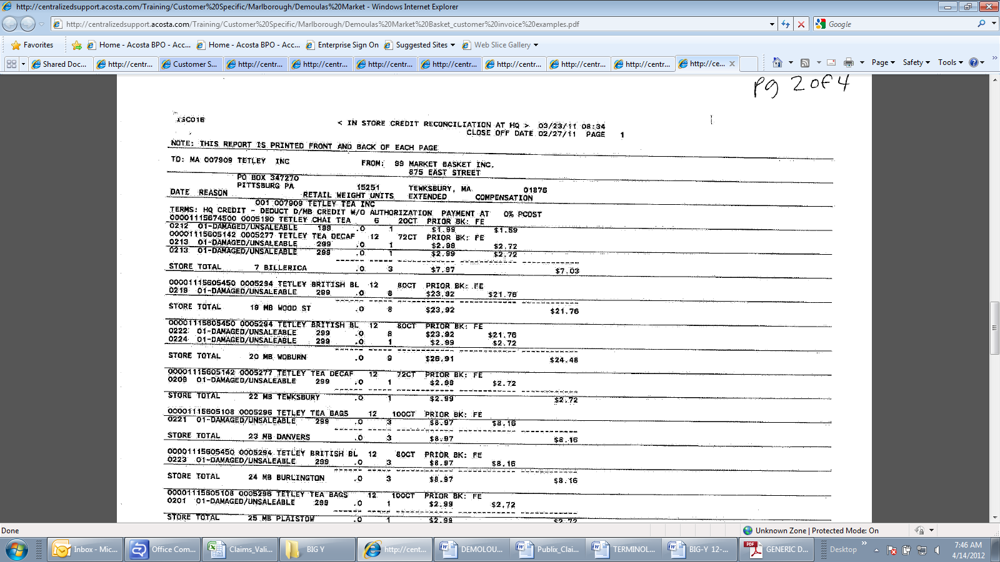 http://centralizedsupport.acosta.com/Training/Customer%20Specific/Marlborough/Demoulas%20Market - Windows Internet Explorer
http://centralizedsupport.acosta.com/Training/Customer%20Specific/Marlborough/Demoulas%20Market%20Basket_customer%20invoice%20examples.pdf
Google
Favorites Home - Acosta BPO - Acc... Home - Acosta BPO - Acc... Enterprise Sign On Suggested Sites Web Slice Gallery
Shared Doc... http://centr... Customer S... http://centr... http://centr... http://centr... http://centr... http://centr... http://centr... http://centr... http://ce... Page Safety Tools
pg 2 of 4
ISC016
< IN STORE CREDIT RECONCILIATION AT HQ > 03/23/11 08:34
CLOSE OFF DATE 02/27/11 PAGE 1
NOTE: THIS REPORT IS PRINTED FRONT AND BACK OF EACH PAGE
TO: MA 007909 TETLEY INC FROM: 99 MARKET BASKET INC.
875 EAST STREET
PO BOX 347270
PITTSBURG PA 15251 TEWKSBURY, MA 01876
DATE REASON RETAIL WEIGHT UNITS EXTENDED COMPENSATION
001 007909 TETLEY TEA INC
TERMS: HQ CREDIT - DEDUCT D/MB CREDIT W/O AUTHORIZATION PAYMENT AT 0% PCOST
00001115674500 0005190 TETLEY CHAI TEA 6 20CT PRIOR BK: FE
0212 01-DAMAGED/UNSALEABLE 199 .0 1 $1.99 $1.59
00001115605142 0005277 TETLEY TEA DECAF 12 72CT PRIOR BK: FE
0213 01-DAMAGED/UNSALEABLE 299 .0 1 $2.99 $2.72
0213 01-DAMAGED/UNSALEABLE 299 .0 1 $2.99 $2.72
STORE TOTAL 7 BILLERICA .0 3 $7.97 $7.03
00001115605450 0005294 TETLEY BRITISH BL 12 80CT PRIOR BK: FE
0219 01-DAMAGED/UNSALEABLE 299 .0 8 $23.92 $21.76
STORE TOTAL 19 MB WOOD ST .0 8 $23.92 $21.76
00001115605450 0005294 TETLEY BRITISH BL 12 80CT PRIOR BK: FE
0222 01-DAMAGED/UNSALEABLE 299 .0 8 $23.92 $21.76
0224 01-DAMAGED/UNSALEABLE 299 .0 1 $2.99 $2.72
STORE TOTAL 20 MB WOBURN .0 9 $26.91 $24.48
00001115605142 0005277 TETLEY TEA DECAF 12 72CT PRIOR BK: FE
0209 01-DAMAGED/UNSALEABLE 299 .0 1 $2.99 $2.72
STORE TOTAL 22 MB TEWKSBURY .0 1 $2.99 $2.72
00001115605108 0005296 TETLEY TEA BAGS 12 100CT PRIOR BK: FE
0221 01-DAMAGED/UNSALEABLE 299 .0 3 $8.97 $8.16
STORE TOTAL 23 MB DANVERS .0 3 $8.97 $8.16
00001115605450 0005294 TETLEY BRITISH BL 12 80CT PRIOR BK: FE
0223 01-DAMAGED/UNSALEABLE 299 .0 3 $8.97 $8.16
STORE TOTAL 24 MB BURLINGTON .0 3 $8.97 $8.16
00001115605108 0005296 TETLEY TEA BAGS 12 100CT PRIOR BK: FE
0201 01-DAMAGED/UNSALEABLE 299 .0 1 $2.99 $2.72
STORE TOTAL 25 MB PLAISTOW .0 1 $2.99 $2.72
Done Unknown Zone | Protected Mode: On
Inbox - Mic... Office Com... Claims_Vali... BIG Y http://cent... DEMOLOU... Publix_Clai... TERMINOL... BIG-Y 12-... PDF GENERIC D... Desktop 7:46 AM
4/14/2012